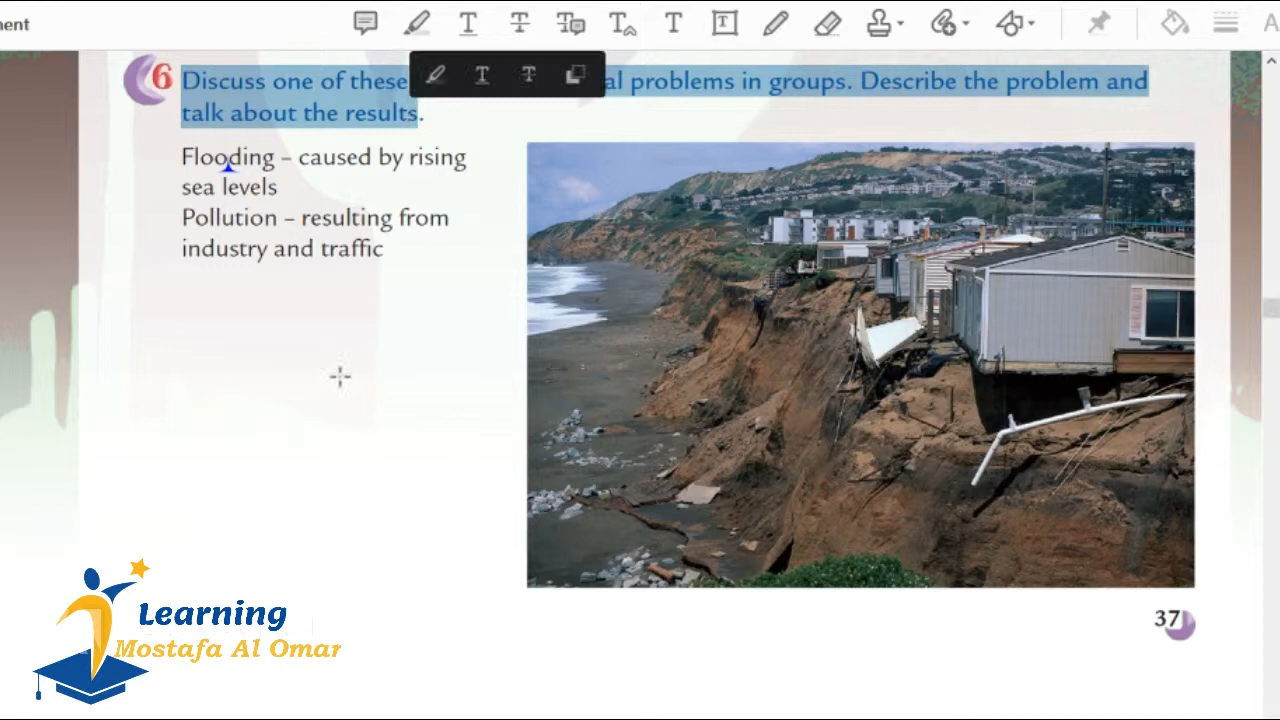 ment
A
6
Discuss one of these al problems in groups. Describe the problem and
talk about the results.
Flooding – caused by rising
sea levels
Pollution – resulting from
industry and traffic
37
Learning
Mostafa Al Omar